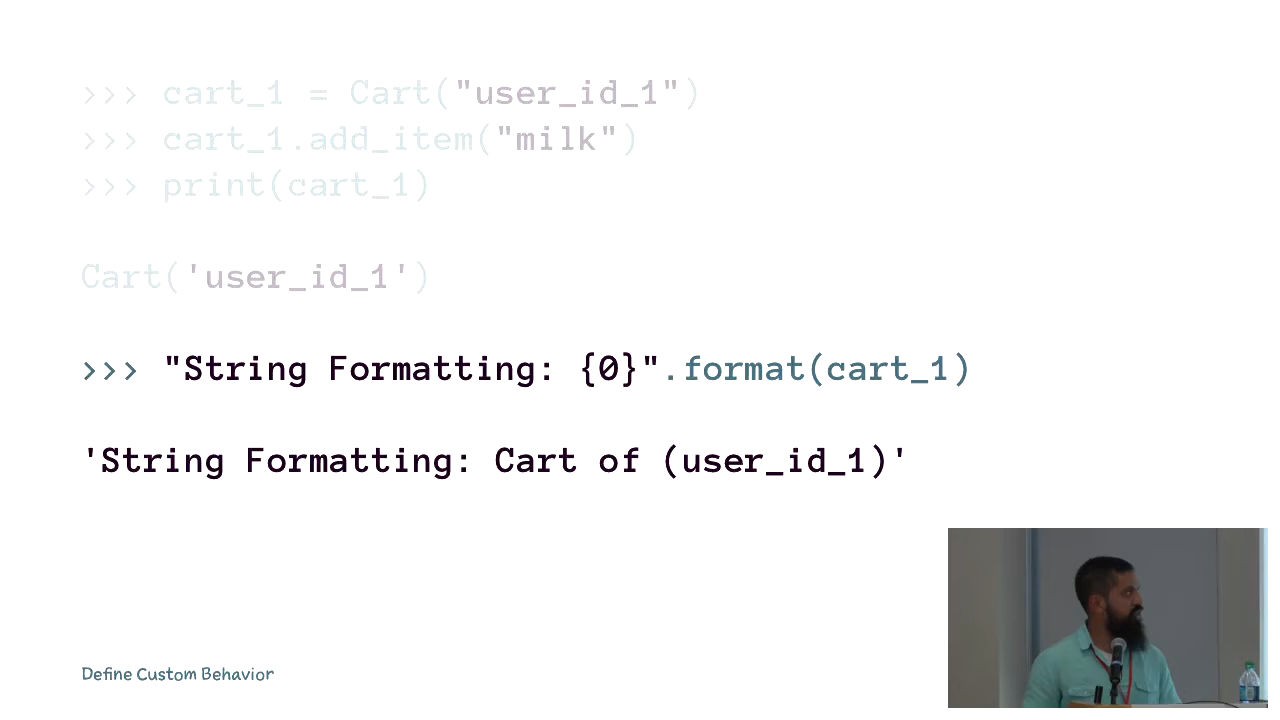 >>> cart_1 = Cart("user_id_1")
>>> cart_1.add_item("milk")
>>> print(cart_1)
Cart('user_id_1')
>>> "String Formatting: {0}".format(cart_1)
'String Formatting: Cart of (user_id_1)'
Define Custom Behavior